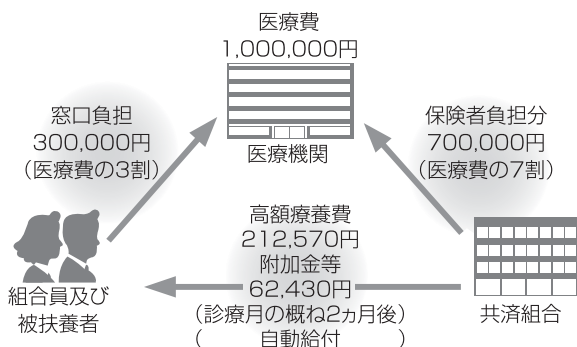 医療費
1,000,000円
医療機関
窓口負担
300,000円
（医療費の3割）
保険者負担分
700,000円
（医療費の7割）
高額療養費
212,570円
附加金等
62,430円
（診療月の概ね2ヵ月後）
（自動給付）
組合員及び
被扶養者
共済組合